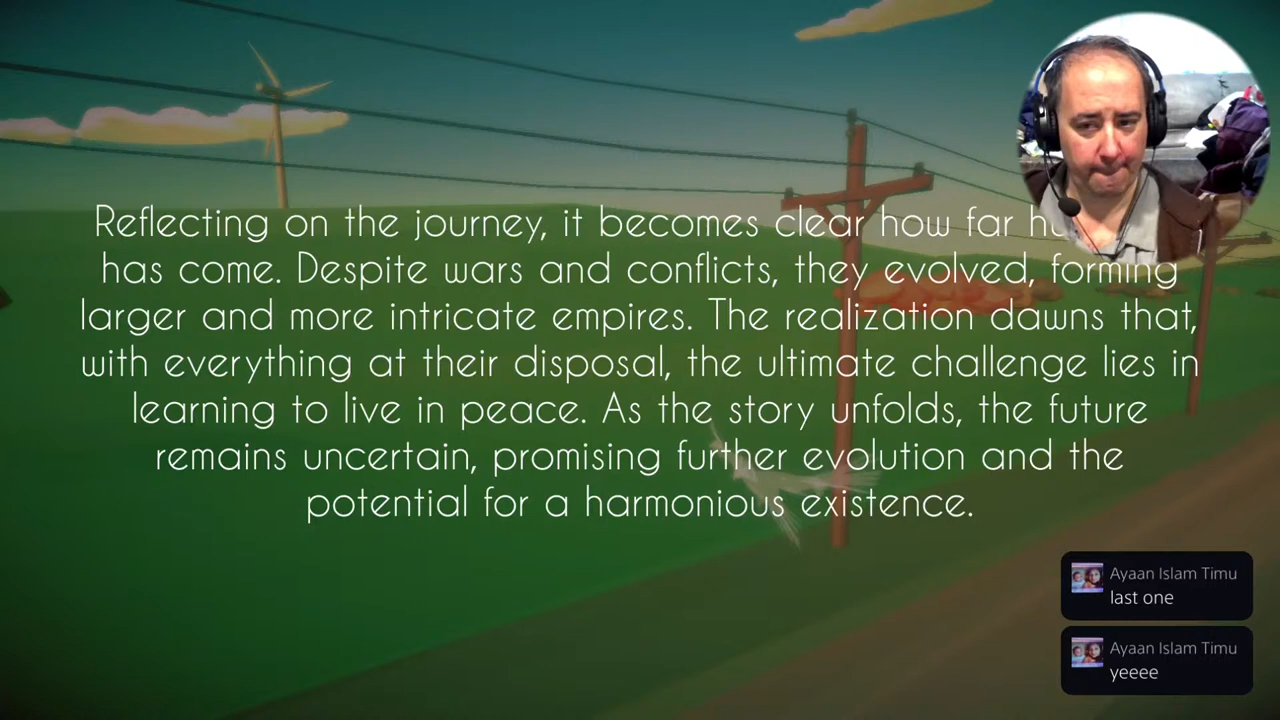 Reflecting on the journey, it becomes clear how far
has come. Despite wars and conflicts, they evolved, forming
larger and more intricate empires. The realization dawns that,
with everything at their disposal, the ultimate challenge lies in
learning to live in peace. As the story unfolds, the future
remains uncertain, promising further evolution and the
potential for a harmonious existence.
Ayaan Islam Timu
last one
Ayaan Islam Timu
yeeee